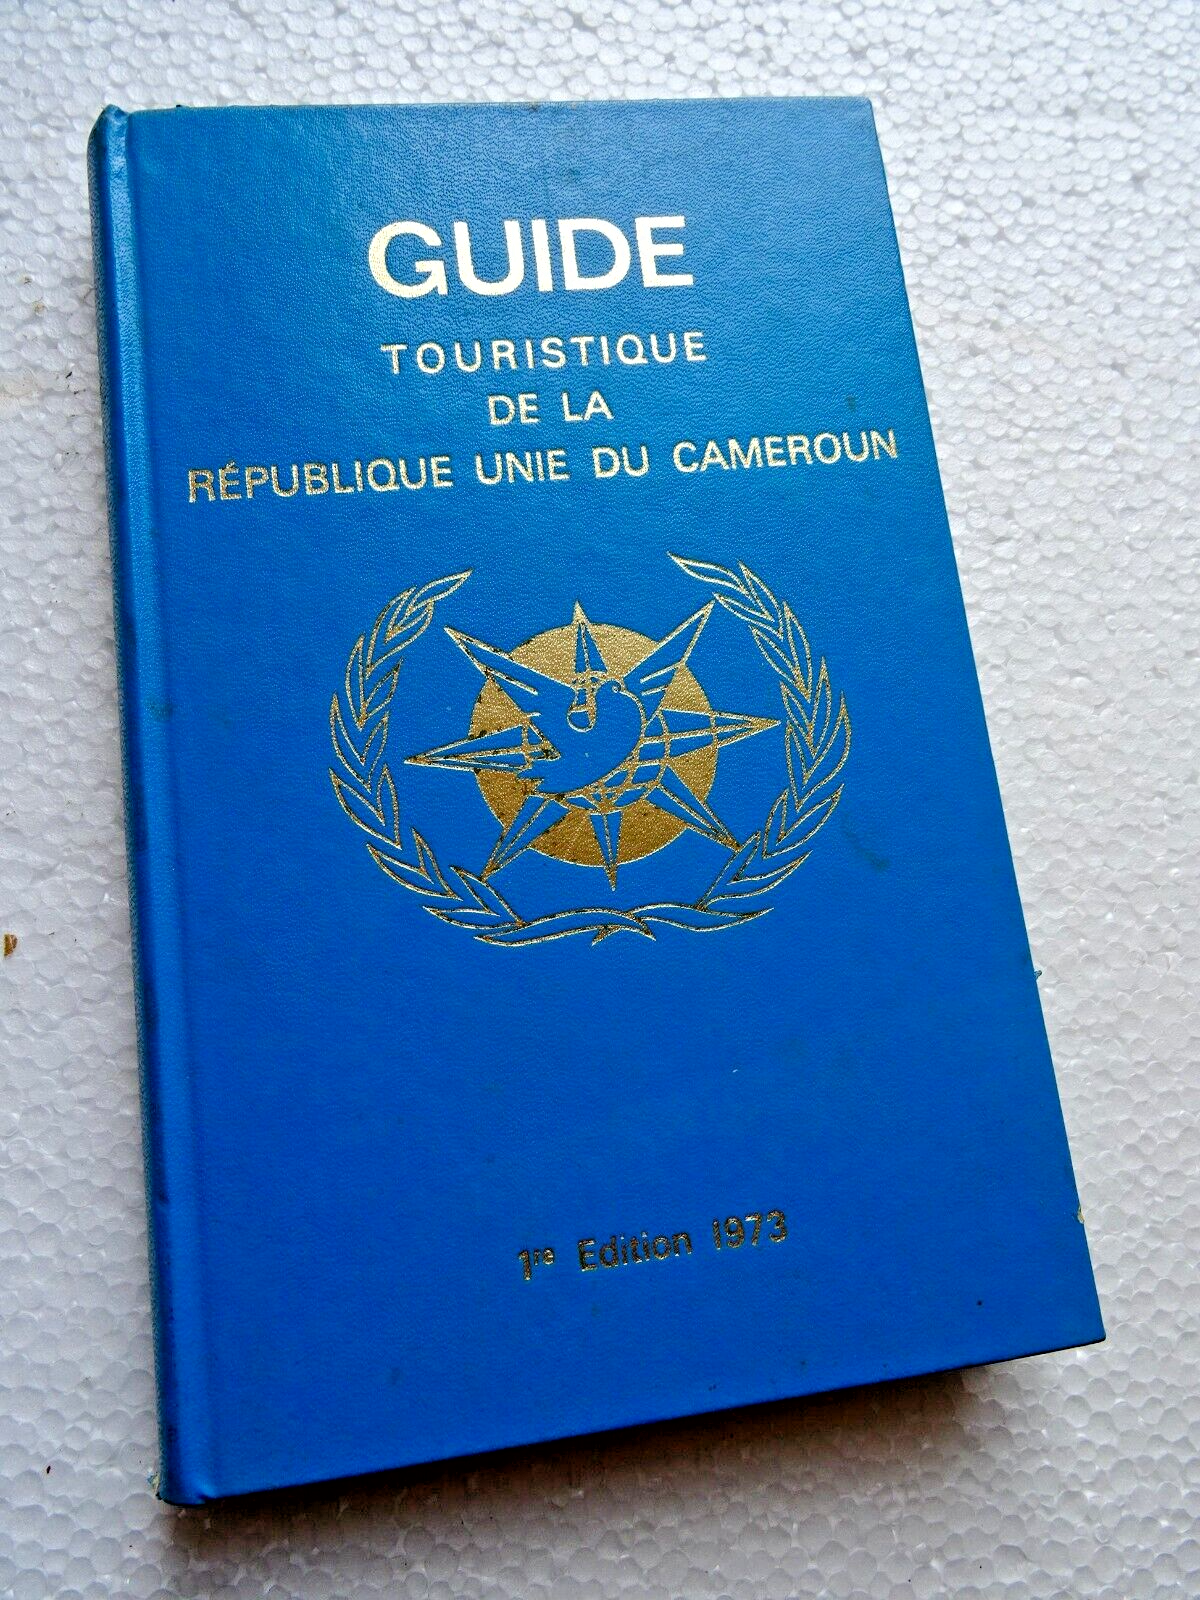 GUIDE
TOURISTIQUE
DE LA
RÉPUBLIQUE UNIE DU CAMEROUN
1re Edition 1973